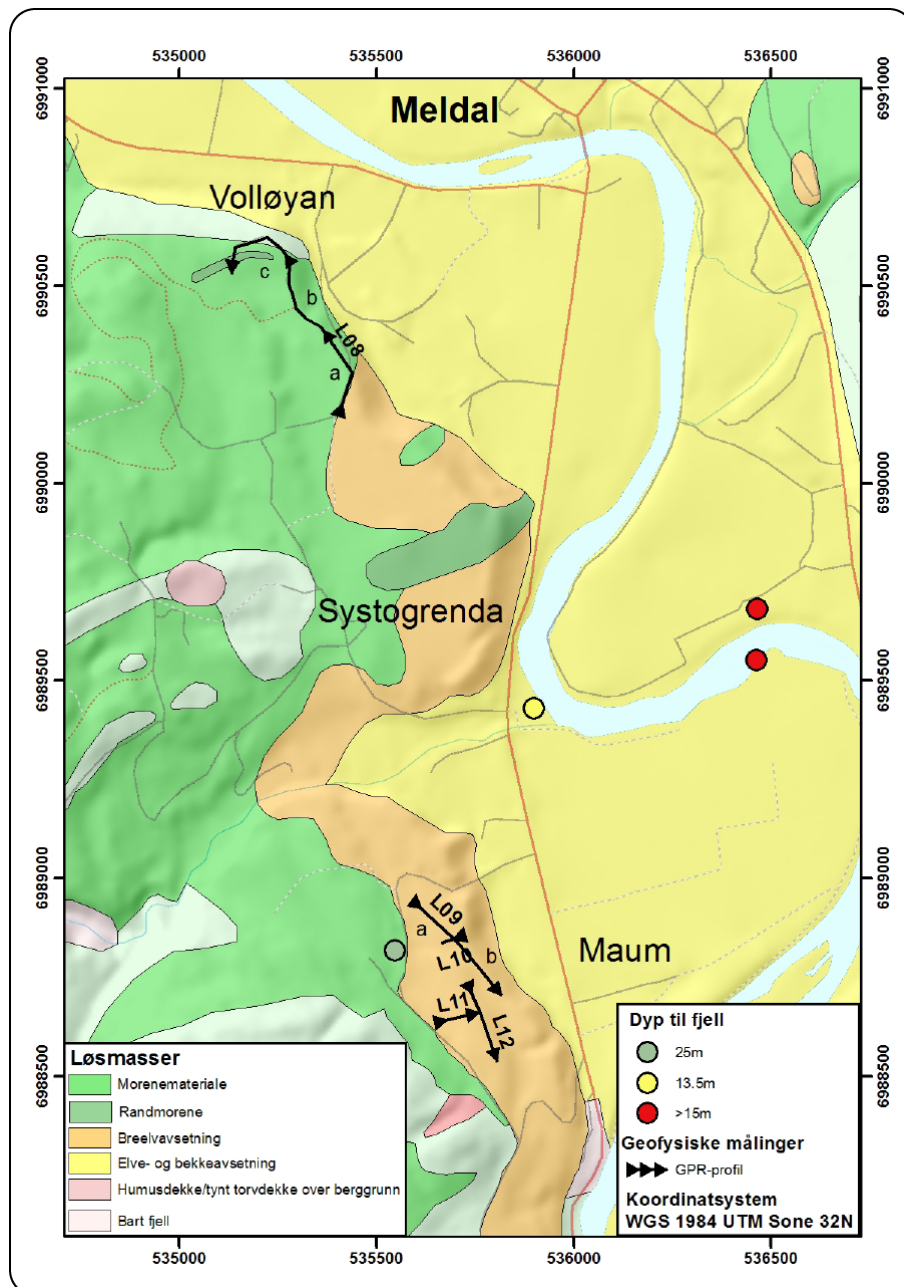 535000 535500 536000 536500
6991000
6991000
Meldal
Volløyan
6990500
6990500
c
b
L08
a
6990000
6990000
Systogrenda
6989500
6989500
6989000
6989000
L09
a
L10
b
Maum
L11
L12
6988500
6988500
Løsmasser
Morenemateriale
Randmorene
Breelvavsetning
Elve- og bekkeavsetning
Humusdekke/tynt torvdekke over berggrunn
Bart fjell
Dyp til fjell
25m
13.5m
>15m
Geofysiske målinger
GPR-profil
Koordinatsystem
WGS 1984 UTM Sone 32N
535000 535500 536000 536500